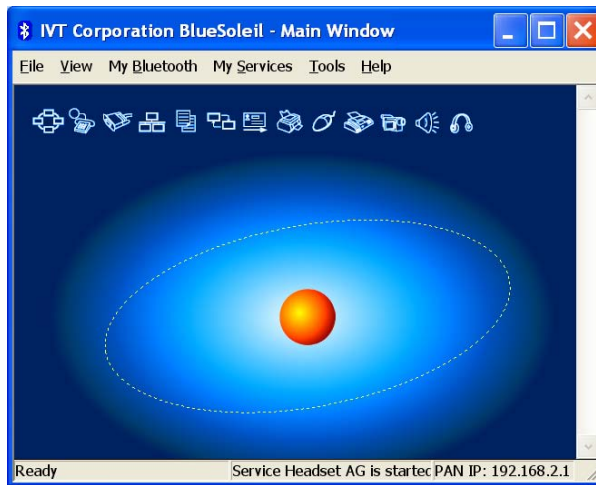 IVT Corporation BlueSoleil - Main Window
File View My Bluetooth My Services Tools Help
Ready Service Headset AG is startec PAN IP: 192.168.2.1